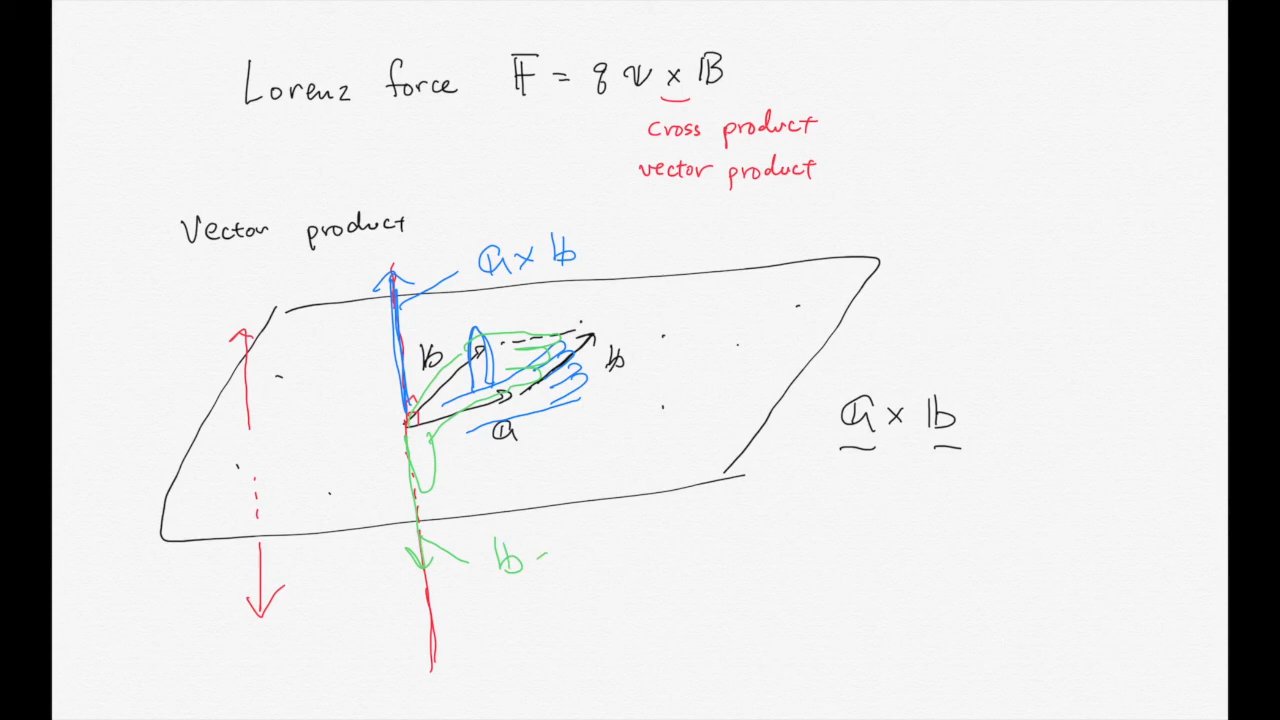 Lorenz force F = q v × B
cross product
vector product
Vector product
a × b
b
b
a
a × b
b -